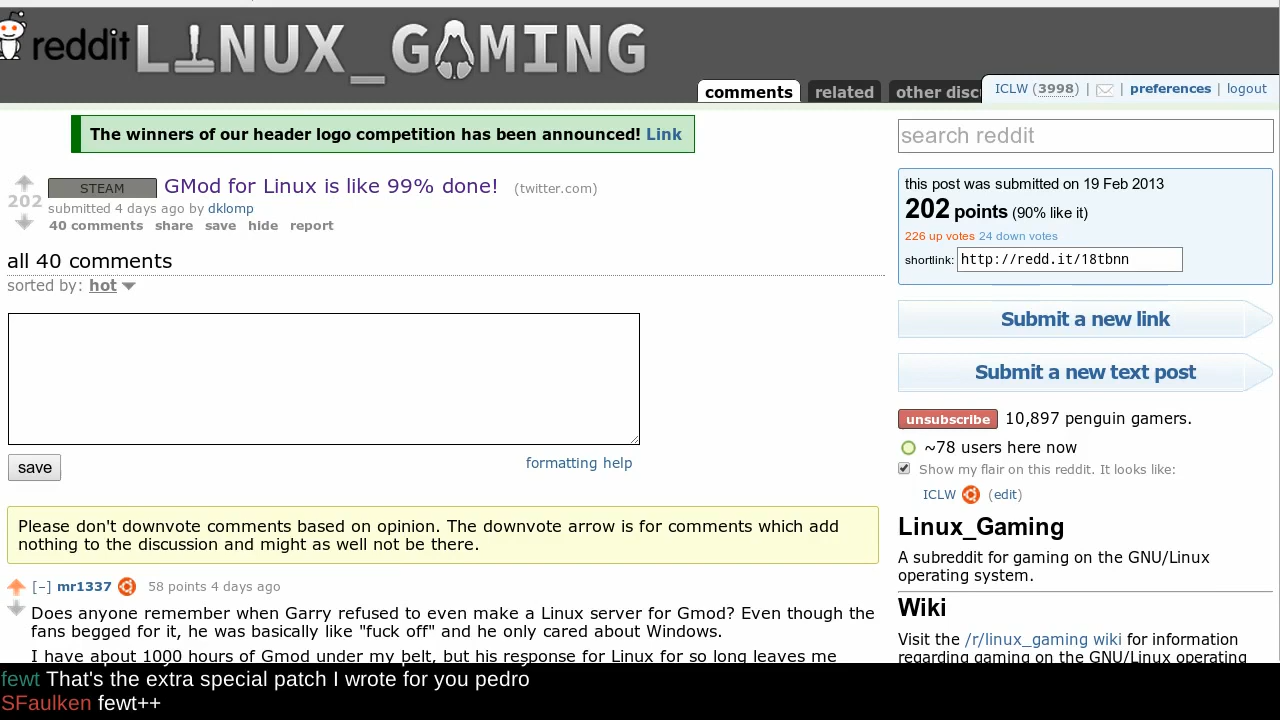 reddit LINUX_GAMING
comments related other disc ICLW (3998) | | preferences | logout
The winners of our header logo competition has been announced! Link
search reddit
STEAM GMod for Linux is like 99% done! (twitter.com)
202
submitted 4 days ago by dklomp
40 comments share save hide report
this post was submitted on 19 Feb 2013
202 points (90% like it)
226 up votes 24 down votes
shortlink: http://redd.it/18tbnn
all 40 comments
sorted by: hot
Submit a new link
Submit a new text post
save
formatting help
unsubscribe 10,897 penguin gamers.
~78 users here now
Show my flair on this reddit. It looks like:
ICLW (edit)
Please don't downvote comments based on opinion. The downvote arrow is for comments which add
nothing to the discussion and might as well not be there.
Linux_Gaming
A subreddit for gaming on the GNU/Linux
operating system.
[–] mr1337 58 points 4 days ago
Does anyone remember when Garry refused to even make a Linux server for Gmod? Even though the
fans begged for it, he was basically like "fuck off" and he only cared about Windows.
I have about 1000 hours of Gmod under my belt, but his response for Linux for so long leaves me
Wiki
Visit the /r/linux_gaming wiki for information
regarding gaming on the GNU/Linux operating
fewt That's the extra special patch I wrote for you pedro
SFaulken fewt++